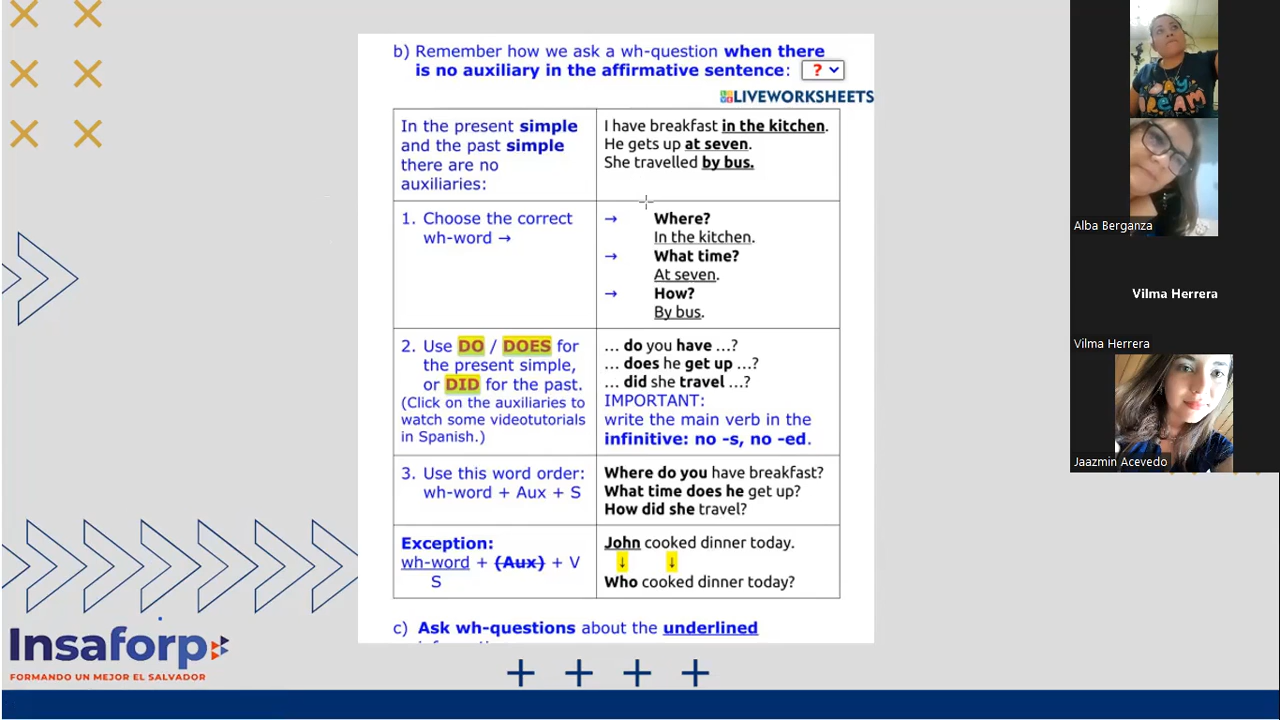 b) Remember how we ask a wh-question when there
is no auxiliary in the affirmative sentence: ?
LIVEWORKSHEETS
In the present simple
and the past simple
there are no
auxiliaries:
I have breakfast in the kitchen.
He gets up at seven.
She travelled by bus.
1. Choose the correct
wh-word →
→ Where?
In the kitchen.
→ What time?
At seven.
→ How?
By bus.
2. Use DO / DOES for
the present simple,
or DID for the past.
(Click on the auxiliaries to
watch some videotutorials
in Spanish.)
... do you have ...?
... does he get up ...?
... did she travel ...?
IMPORTANT:
write the main verb in the
infinitive: no -s, no -ed.
3. Use this word order:
wh-word + Aux + S
Where do you have breakfast?
What time does he get up?
How did she travel?
Exception:
wh-word + (Aux) + V
S
John cooked dinner today.
↓ ↓
Who cooked dinner today?
c) Ask wh-questions about the underlined
Insaforp
FORMANDO UN MEJOR EL SALVADOR
Alba Berganza
Vilma Herrera
Vilma Herrera
Jaazmin Acevedo